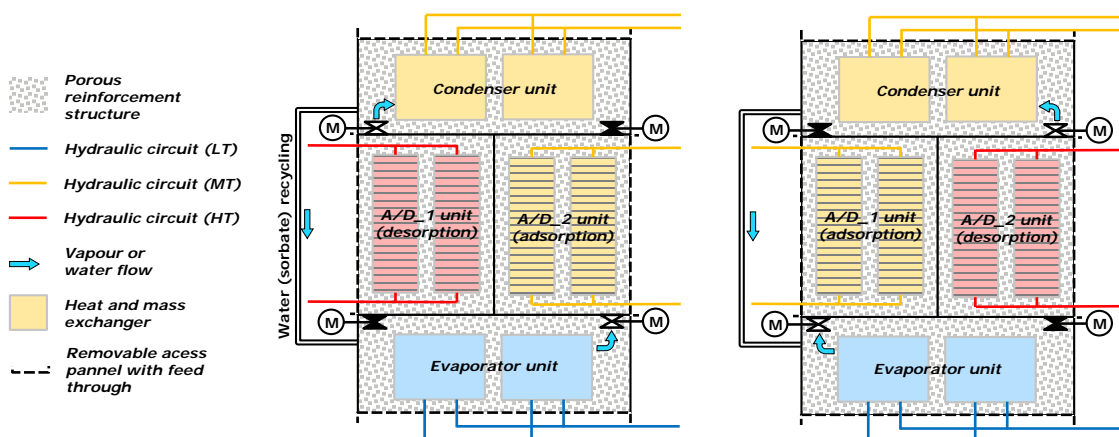 Porous
reinforcement
structure
Hydraulic circuit (LT)
Hydraulic circuit (MT)
Hydraulic circuit (HT)
Vapour or
water flow
Heat and mass
exchanger
Removable acess
pannel with feed
through
Water (sorbate) recycling
Condenser unit
M
M
A/D_1 unit
(desorption)
A/D_2 unit
(adsorption)
M
M
Evaporator unit
Condenser unit
M
M
A/D_1 unit
(adsorption)
A/D_2 unit
(desorption)
M
M
Evaporator unit